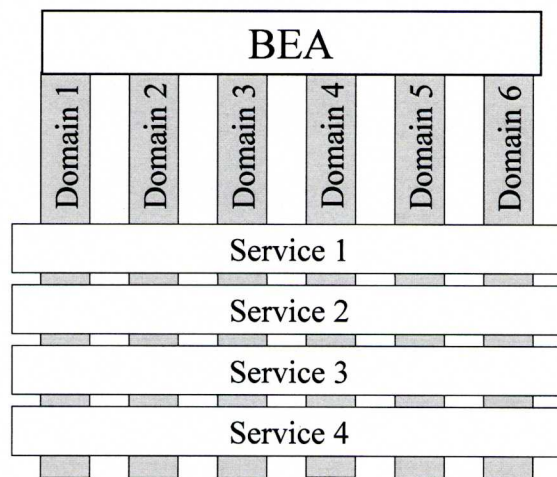 BEA
Domain 1
Domain 2
Domain 3
Domain 4
Domain 5
Domain 6
Service 1
Service 2
Service 3
Service 4